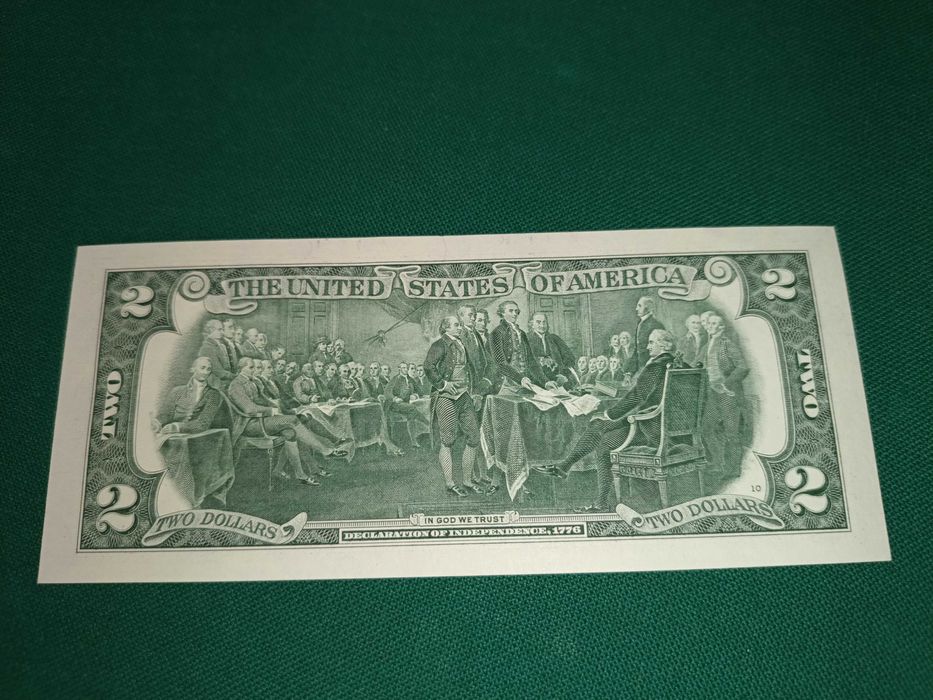 THE UNITED STATES OF AMERICA
2
2
TWO
TWO
2
2
10
TWO DOLLARS
IN GOD WE TRUST
TWO DOLLARS
DECLARATION OF INDEPENDENCE, 1776